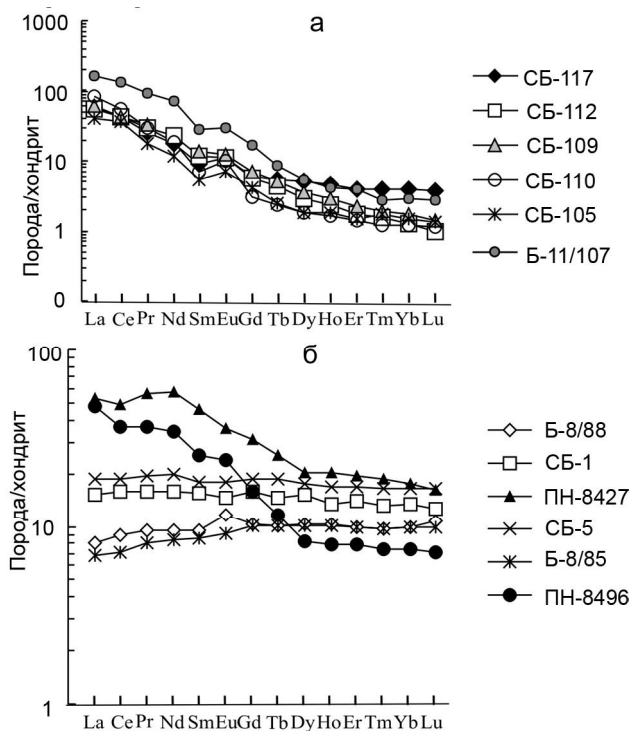 а
1000
100
10
1
0
Порода/хондрит
La Ce Pr Nd Sm Eu Gd Tb Dy Ho Er Tm Yb Lu
СБ-117
СБ-112
СБ-109
СБ-110
СБ-105
Б-11/107
б
100
10
1
Порода/хондрит
La Ce Pr Nd Sm Eu Gd Tb Dy Ho Er Tm Yb Lu
Б-8/88
СБ-1
ПН-8427
СБ-5
Б-8/85
ПН-8496